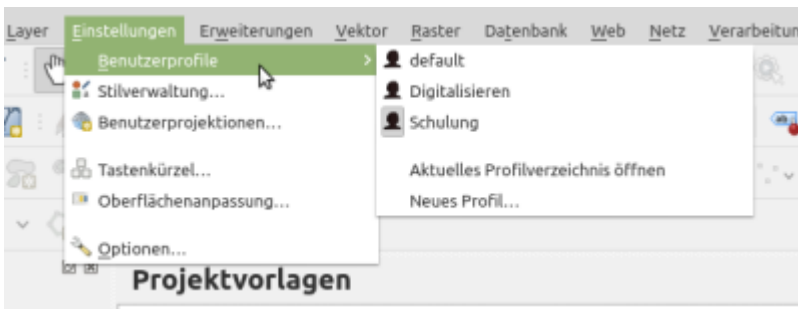 Layer Einstellungen Erweiterungen Vektor Raster Datenbank Web Netz
Benutzerprofile
Stilverwaltung...
Benutzerprojektionen...
Tastenkürzel...
Oberflächenanpassung...
Optionen...
default
Digitalisieren
Schulung
Aktuelles Profilverzeichnis öffnen
Neues Profil...
Projektvorlagen